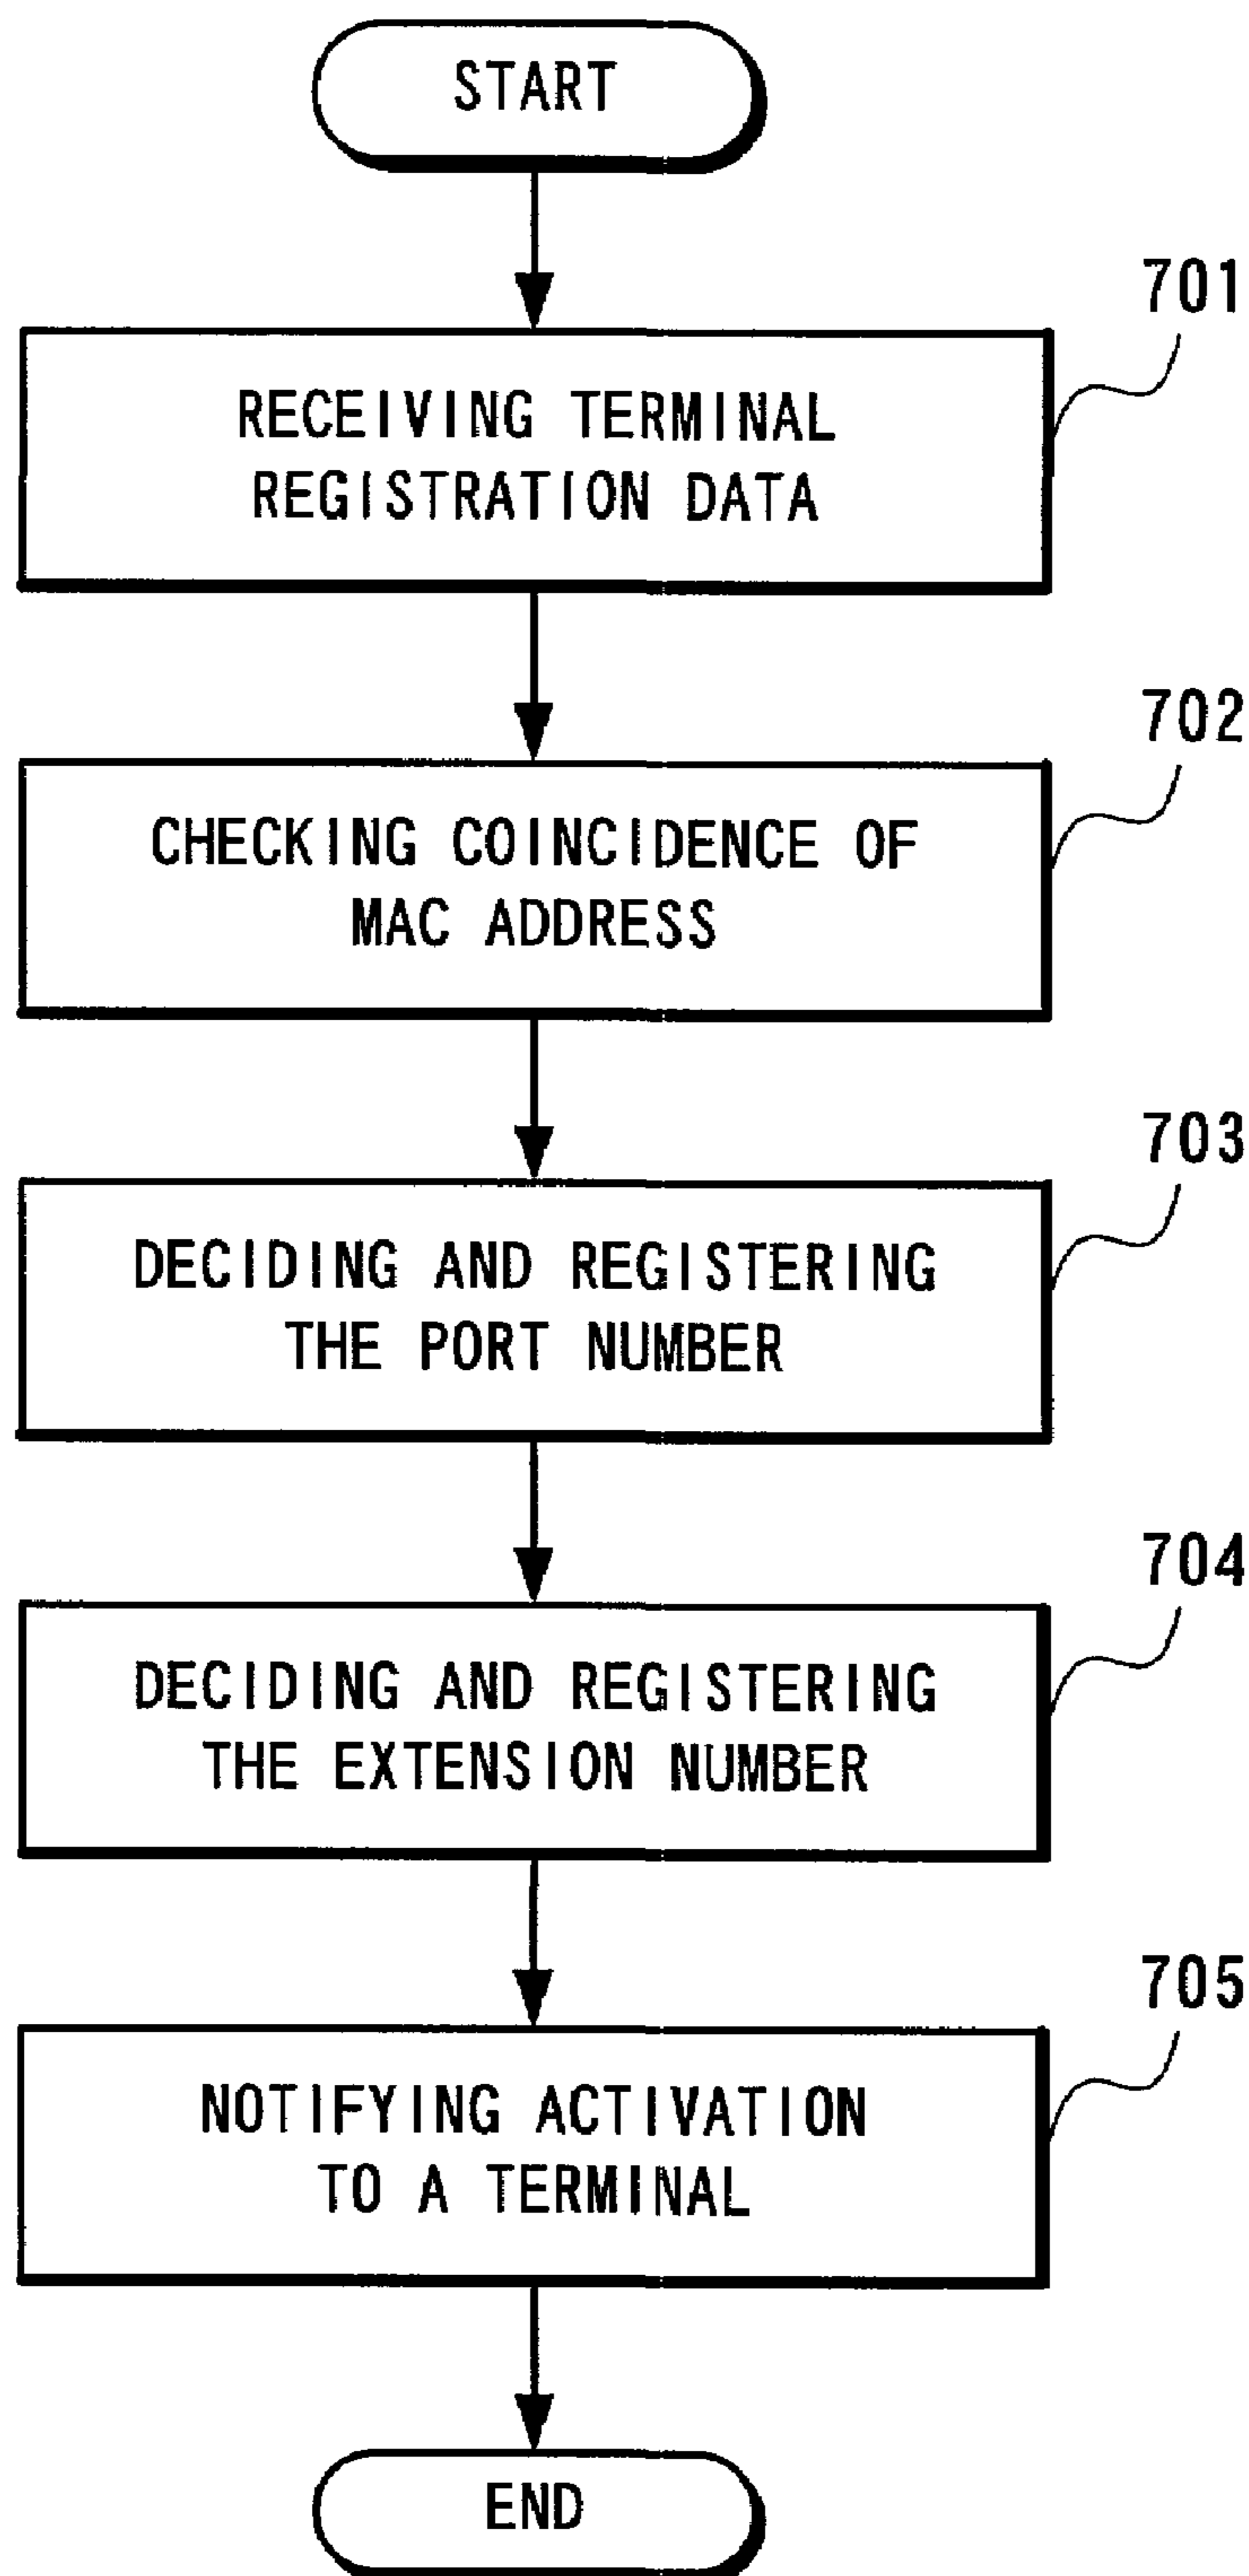 START
701
RECEIVING TERMINAL
REGISTRATION DATA
702
CHECKING COINCIDENCE OF
MAC ADDRESS
703
DECIDING AND REGISTERING
THE PORT NUMBER
704
DECIDING AND REGISTERING
THE EXTENSION NUMBER
705
NOTIFYING ACTIVATION
TO A TERMINAL
END